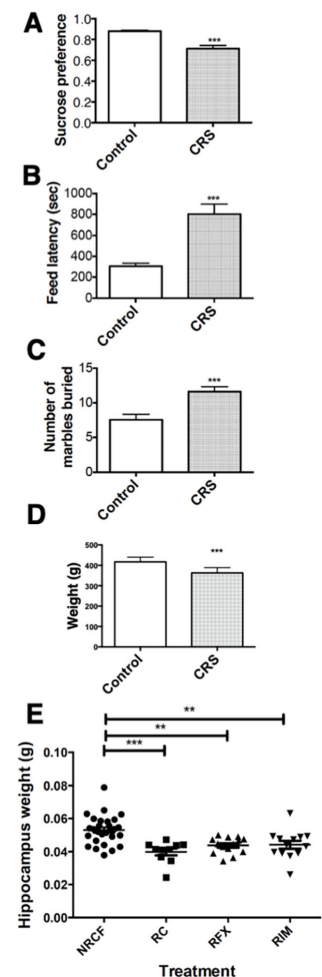 A
Sucrose preference
1.0
0.8
0.6
0.4
0.2
0.0
***
Control
CRS
B
Feed latency (sec)
1000
800
600
400
200
0
***
Control
CRS
C
Number of
marbles buried
15
10
5
0
***
Control
CRS
D
Weight (g)
500
400
300
200
100
0
***
Control
CRS
E
Hippocampus weight (g)
0.10
0.08
0.06
0.04
0.02
0.00
**
**
***
NRCF
RC
RFX
RIM
Treatment